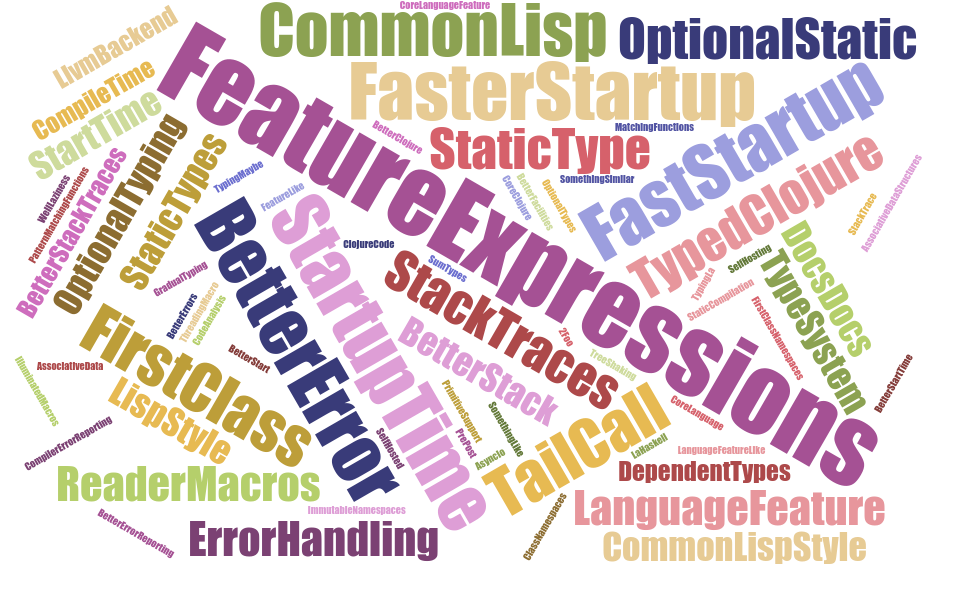 CoreLanguageFeature
LlvmBackend
CommonLisp
OptionalStatic
CompileTime
FeatureExpressions
FasterStartup
FastStartup
StartTime
BetterClojure
StaticType
MatchingFunctions
OptionalTyping
StaticTypes
TypingMaybe
SomethingSimilar
TypedClojure
WellLaziness
PatternMatchingFunctions
BetterStackTraces
FeatureLike
CoreClojure
BetterFacilities
OptionalTypes
StackTrace
AssociativeDataStructures
BetterError
StartupTime
ClojureCode
SumTypes
StackTraces
TypingLa
SelfHosting
DocsDocs
TypeSystem
GradualTyping
StaticCompilation
FirstClassNamespaces
BetterErrors
ThreadingMacro
CodeAnalysis
FirstClass
BetterStart
BetterStack
2Foo
TreeShaking
BetterStartTime
IlluminatedMacros
AssociativeData
LispStyle
PrimitiveSupport
SomethingLike
TailCall
CoreLanguage
CompilerErrorReporting
SelfHosted
PrePost
AsyncIo
LaHaskell
LanguageFeatureLike
ReaderMacros
DependentTypes
ImmutableNamespaces
ClassNamespaces
LanguageFeature
BetterErrorReporting
ErrorHandling
CommonLispStyle